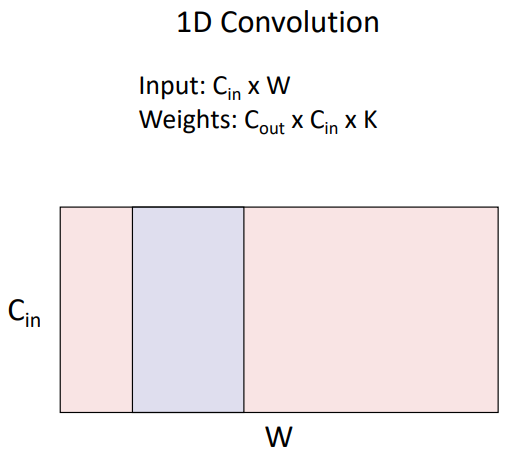 1D Convolution
Input: C_in x W
Weights: C_out x C_in x K
C_in
W